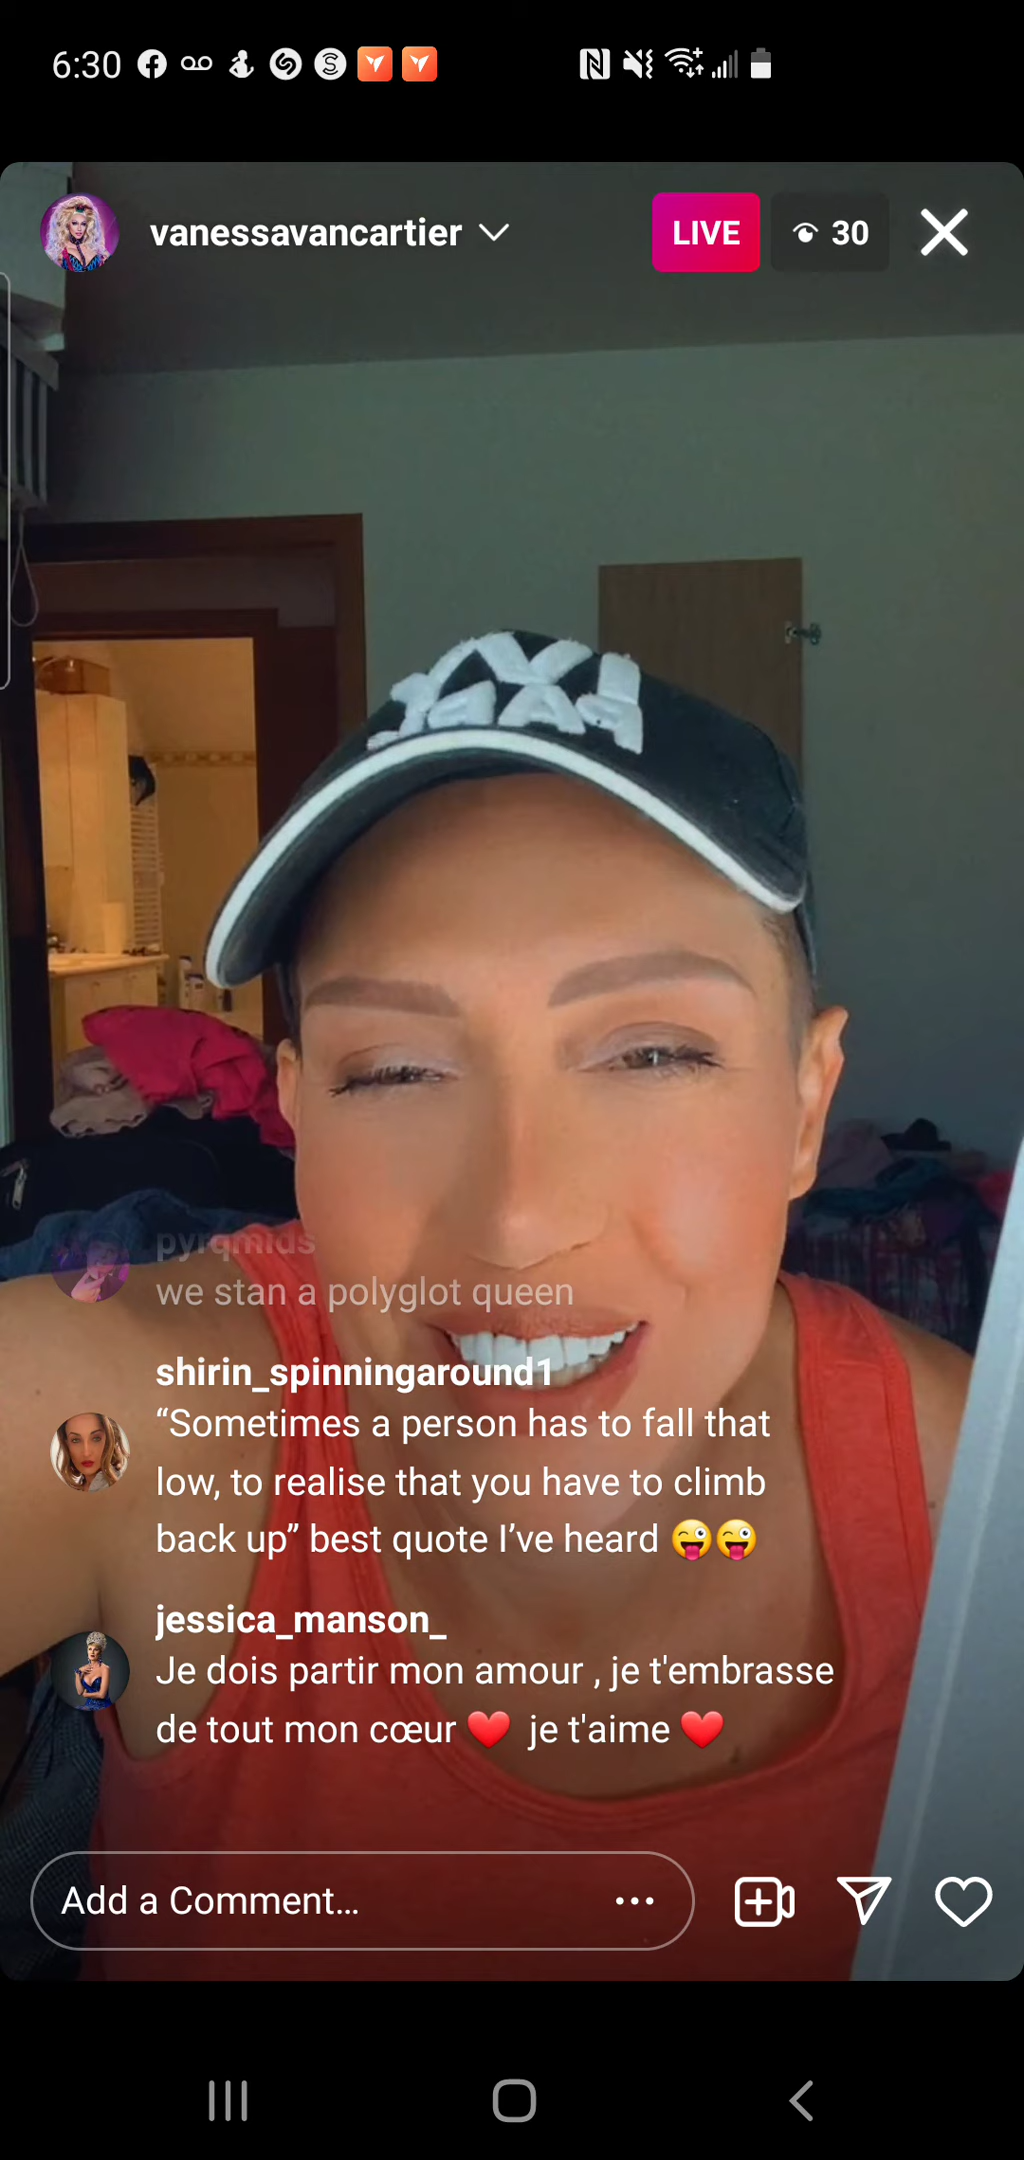 6:30
vanessavancartier
LIVE
30
pyrqmids
we stan a polyglot queen
shirin_spinningaround1
“Sometimes a person has to fall that
low, to realise that you have to climb
back up” best quote I’ve heard 😜😜
jessica_manson_
Je dois partir mon amour , je t'embrasse
de tout mon cœur ❤️ je t'aime ❤️
Add a Comment...